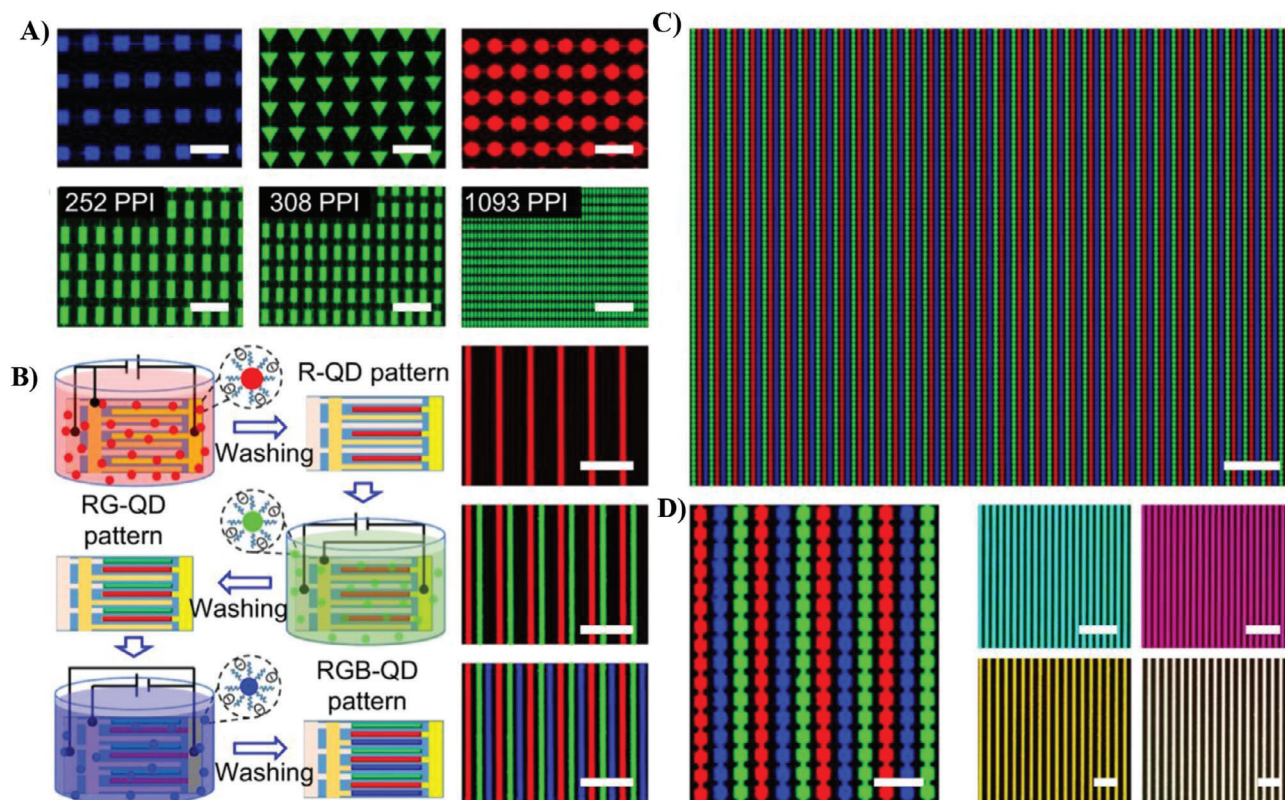 A)
C)
252 PPI
308 PPI
1093 PPI
B)
R-QD pattern
Washing
RG-QD
pattern
Washing
D)
RGB-QD
pattern
Washing